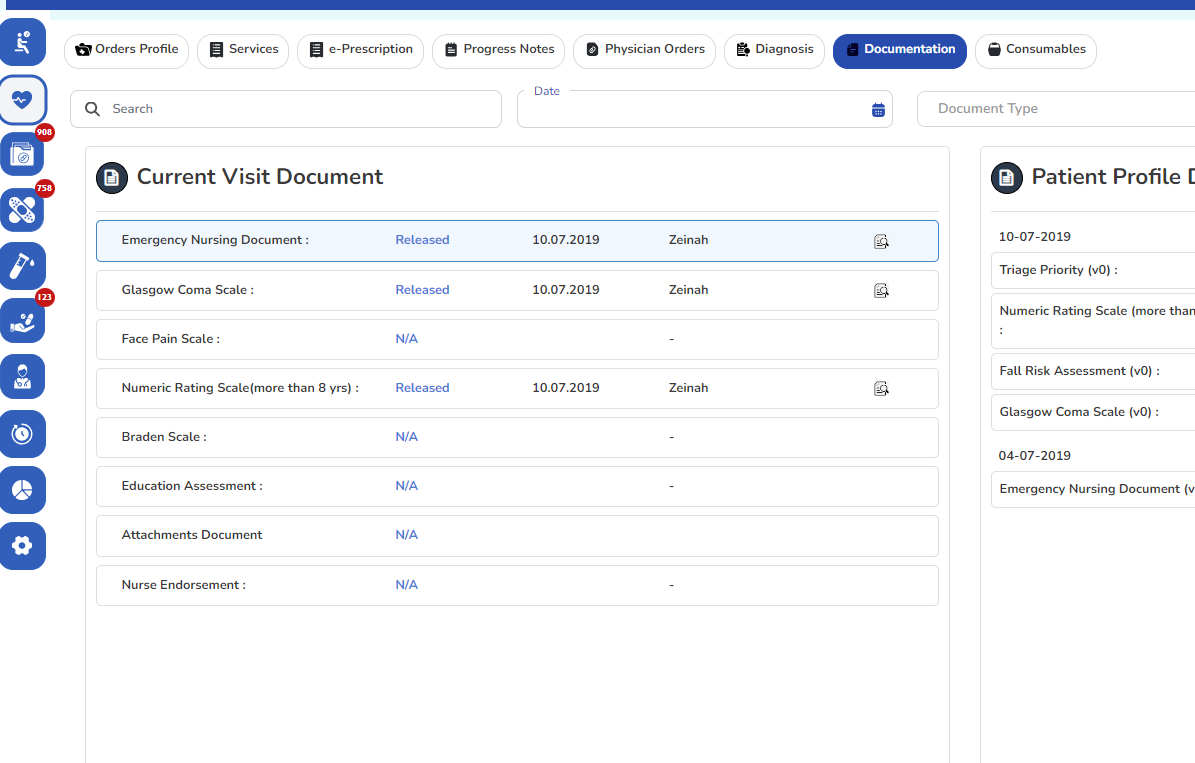 Orders Profile
Services
e-Prescription
Progress Notes
Physician Orders
Diagnosis
Documentation
Consumables
Search
Date
Document Type
908
758
123
Current Visit Document
Emergency Nursing Document : Released 10.07.2019 Zeinah
Glasgow Coma Scale : Released 10.07.2019 Zeinah
Face Pain Scale : N/A -
Numeric Rating Scale(more than 8 yrs) : Released 10.07.2019 Zeinah
Braden Scale : N/A -
Education Assessment : N/A -
Attachments Document N/A
Nurse Endorsement : N/A -
Patient Profile D
10-07-2019
Triage Priority (v0) :
Numeric Rating Scale (more than
:
Fall Risk Assessment (v0) :
Glasgow Coma Scale (v0) :
04-07-2019
Emergency Nursing Document (v